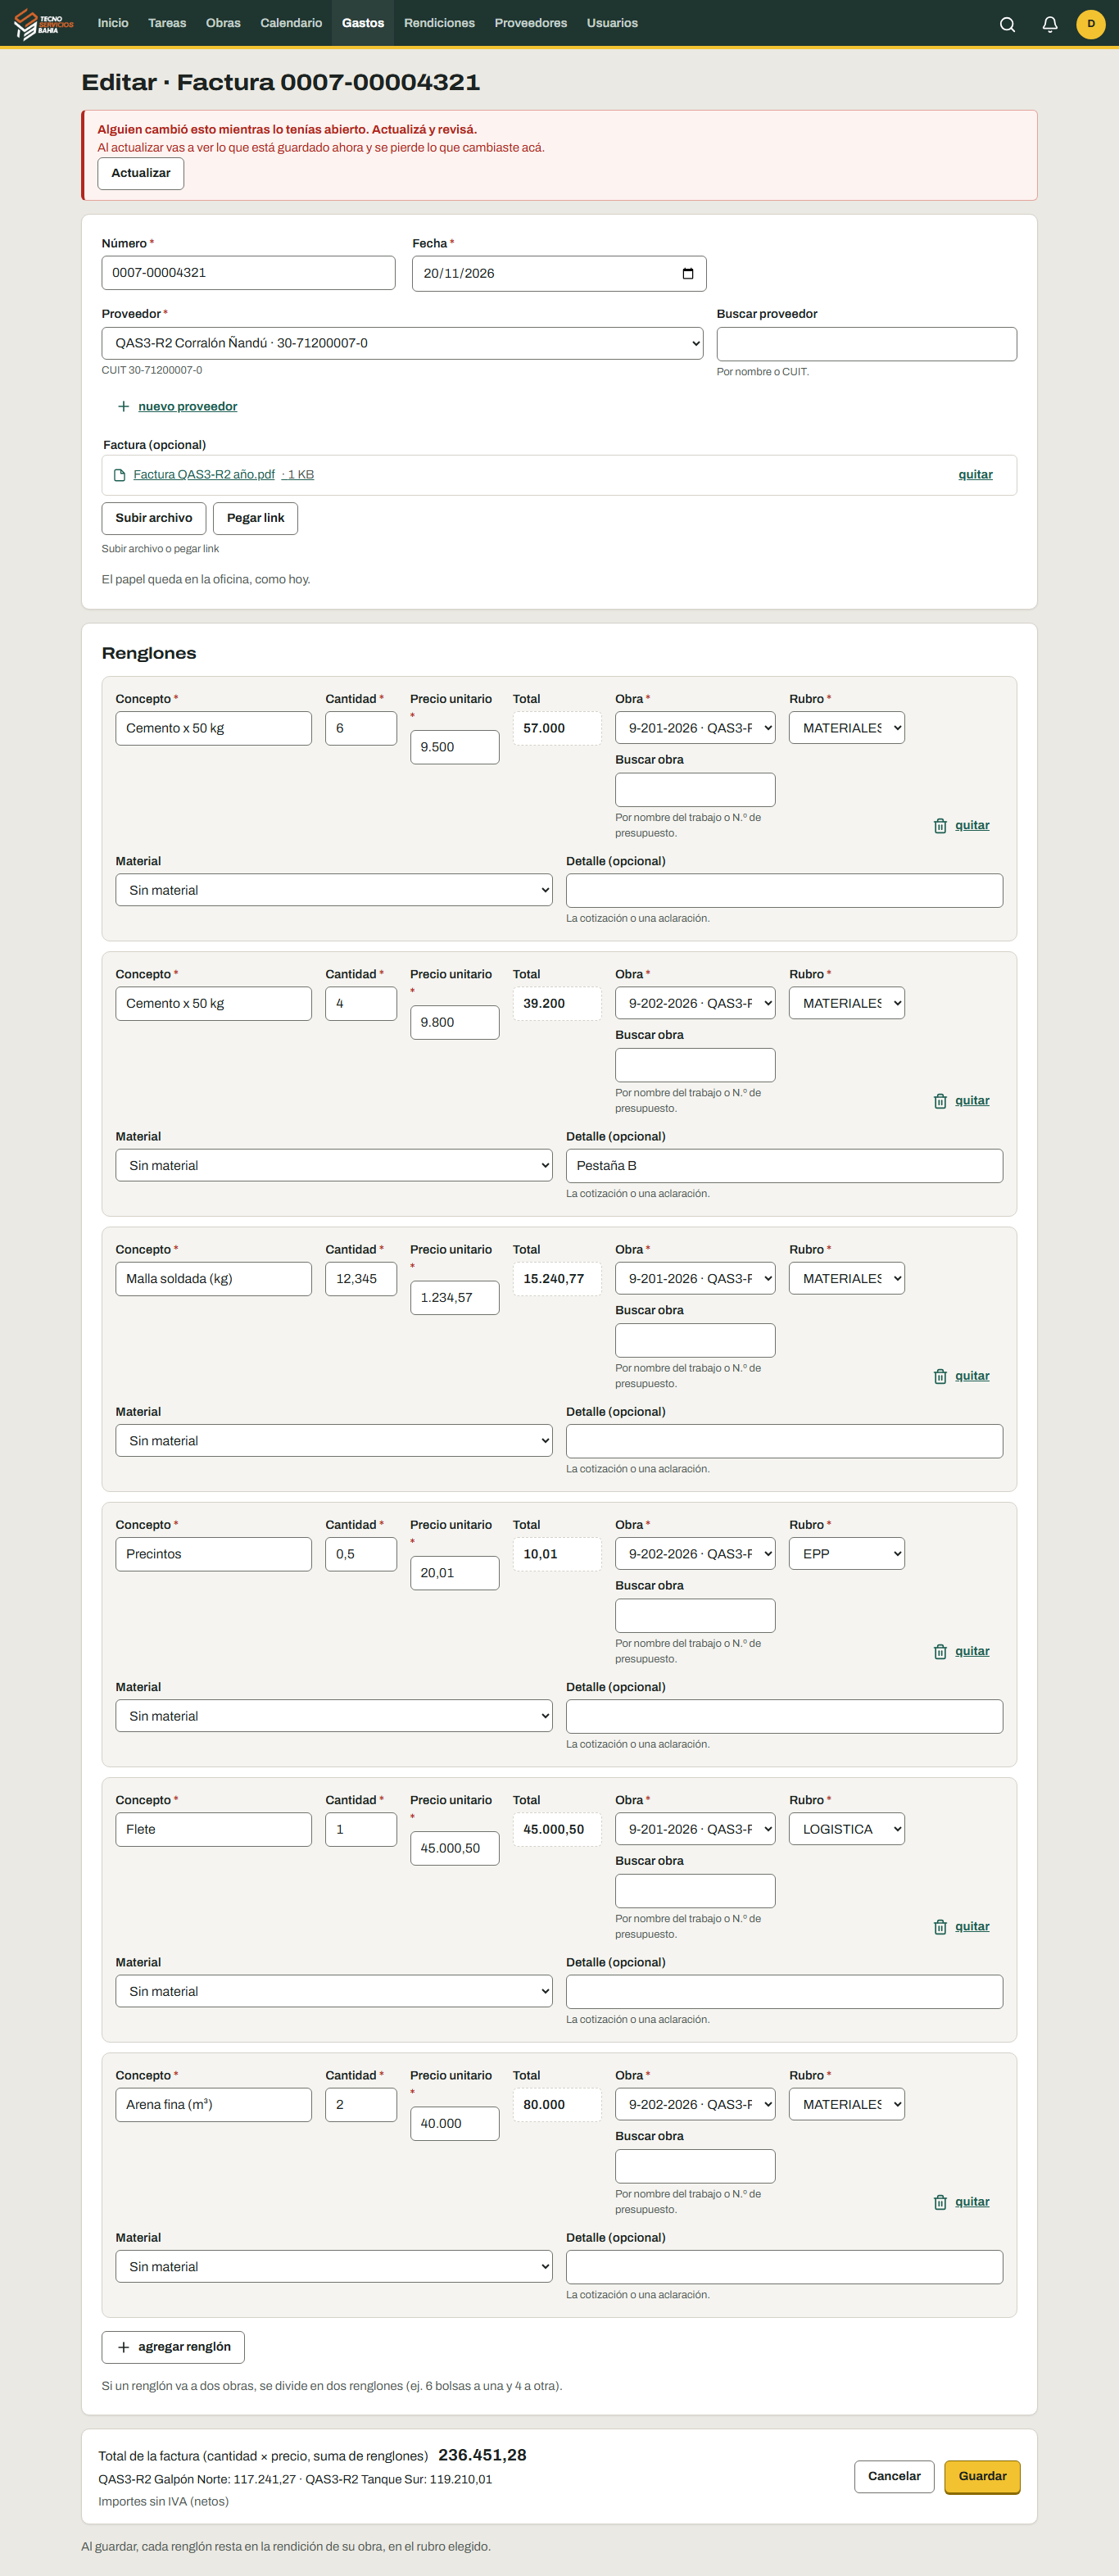 TECNO
SERVICIOS
BAHIA
Inicio Tareas Obras Calendario Gastos Rendiciones Proveedores Usuarios
D
Editar · Factura 0007-00004321
Alguien cambió esto mientras lo tenías abierto. Actualizá y revisá.
Al actualizar vas a ver lo que está guardado ahora y se pierde lo que cambiaste acá.
Actualizar
Número * Fecha *
0007-00004321 20/11/2026
Proveedor * Buscar proveedor
QAS3-R2 Corralón Ñandú · 30-71200007-0
CUIT 30-71200007-0 Por nombre o CUIT.
nuevo proveedor
Factura (opcional)
Factura QAS3-R2 año.pdf · 1 KB quitar
Subir archivo Pegar link
Subir archivo o pegar link
El papel queda en la oficina, como hoy.
Renglones
Concepto * Cantidad * Precio unitario * Total Obra * Rubro *
Cemento x 50 kg 6 9.500 57.000 9-201-2026 · QAS3-F MATERIALES
Buscar obra
Por nombre del trabajo o N.º de
presupuesto.
quitar
Material Detalle (opcional)
Sin material
La cotización o una aclaración.
Concepto * Cantidad * Precio unitario * Total Obra * Rubro *
Cemento x 50 kg 4 9.800 39.200 9-202-2026 · QAS3-F MATERIALES
Buscar obra
Por nombre del trabajo o N.º de
presupuesto.
quitar
Material Detalle (opcional)
Sin material Pestaña B
La cotización o una aclaración.
Concepto * Cantidad * Precio unitario * Total Obra * Rubro *
Malla soldada (kg) 12,345 1.234,57 15.240,77 9-201-2026 · QAS3-F MATERIALES
Buscar obra
Por nombre del trabajo o N.º de
presupuesto.
quitar
Material Detalle (opcional)
Sin material
La cotización o una aclaración.
Concepto * Cantidad * Precio unitario * Total Obra * Rubro *
Precintos 0,5 20,01 10,01 9-202-2026 · QAS3-F EPP
Buscar obra
Por nombre del trabajo o N.º de
presupuesto.
quitar
Material Detalle (opcional)
Sin material
La cotización o una aclaración.
Concepto * Cantidad * Precio unitario * Total Obra * Rubro *
Flete 1 45.000,50 45.000,50 9-201-2026 · QAS3-F LOGISTICA
Buscar obra
Por nombre del trabajo o N.º de
presupuesto.
quitar
Material Detalle (opcional)
Sin material
La cotización o una aclaración.
Concepto * Cantidad * Precio unitario * Total Obra * Rubro *
Arena fina (m³) 2 40.000 80.000 9-202-2026 · QAS3-F MATERIALES
Buscar obra
Por nombre del trabajo o N.º de
presupuesto.
quitar
Material Detalle (opcional)
Sin material
La cotización o una aclaración.
agregar renglón
Si un renglón va a dos obras, se divide en dos renglones (ej. 6 bolsas a una y 4 a otra).
Total de la factura (cantidad × precio, suma de renglones) 236.451,28
QAS3-R2 Galpón Norte: 117.241,27 · QAS3-R2 Tanque Sur: 119.210,01
Importes sin IVA (netos)
Cancelar Guardar
Al guardar, cada renglón resta en la rendición de su obra, en el rubro elegido.